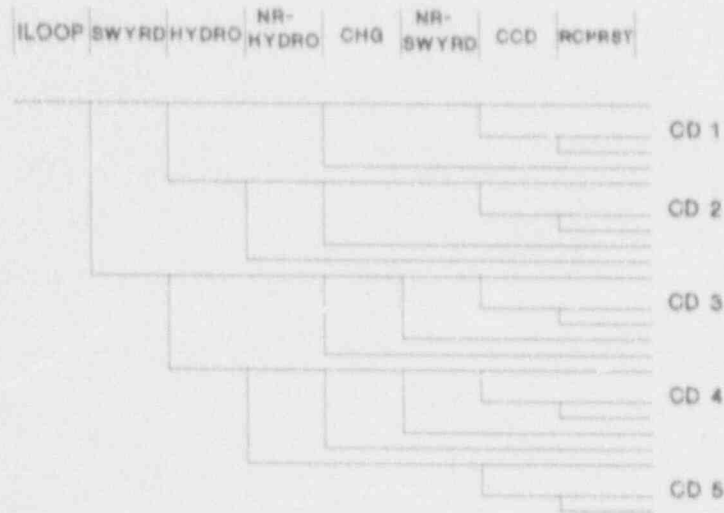 ILOOP SWYRD HYDRO NR-HYDRO CHG NR-SWYRD CCD RCPRSY
CD 1
CD 2
CD 3
CD 4
CD 5